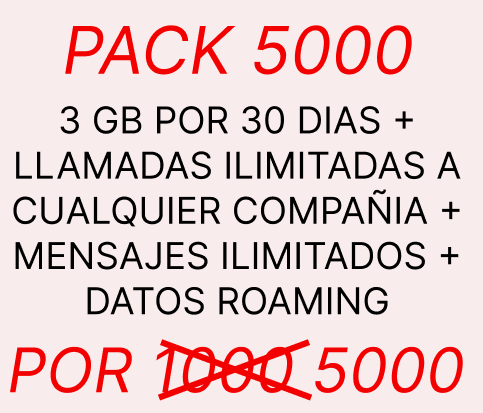 PACK 5000
3 GB POR 30 DIAS +
LLAMADAS ILIMITADAS A
CUALQUIER COMPAÑIA +
MENSAJES ILIMITADOS +
DATOS ROAMING
POR 1000 5000